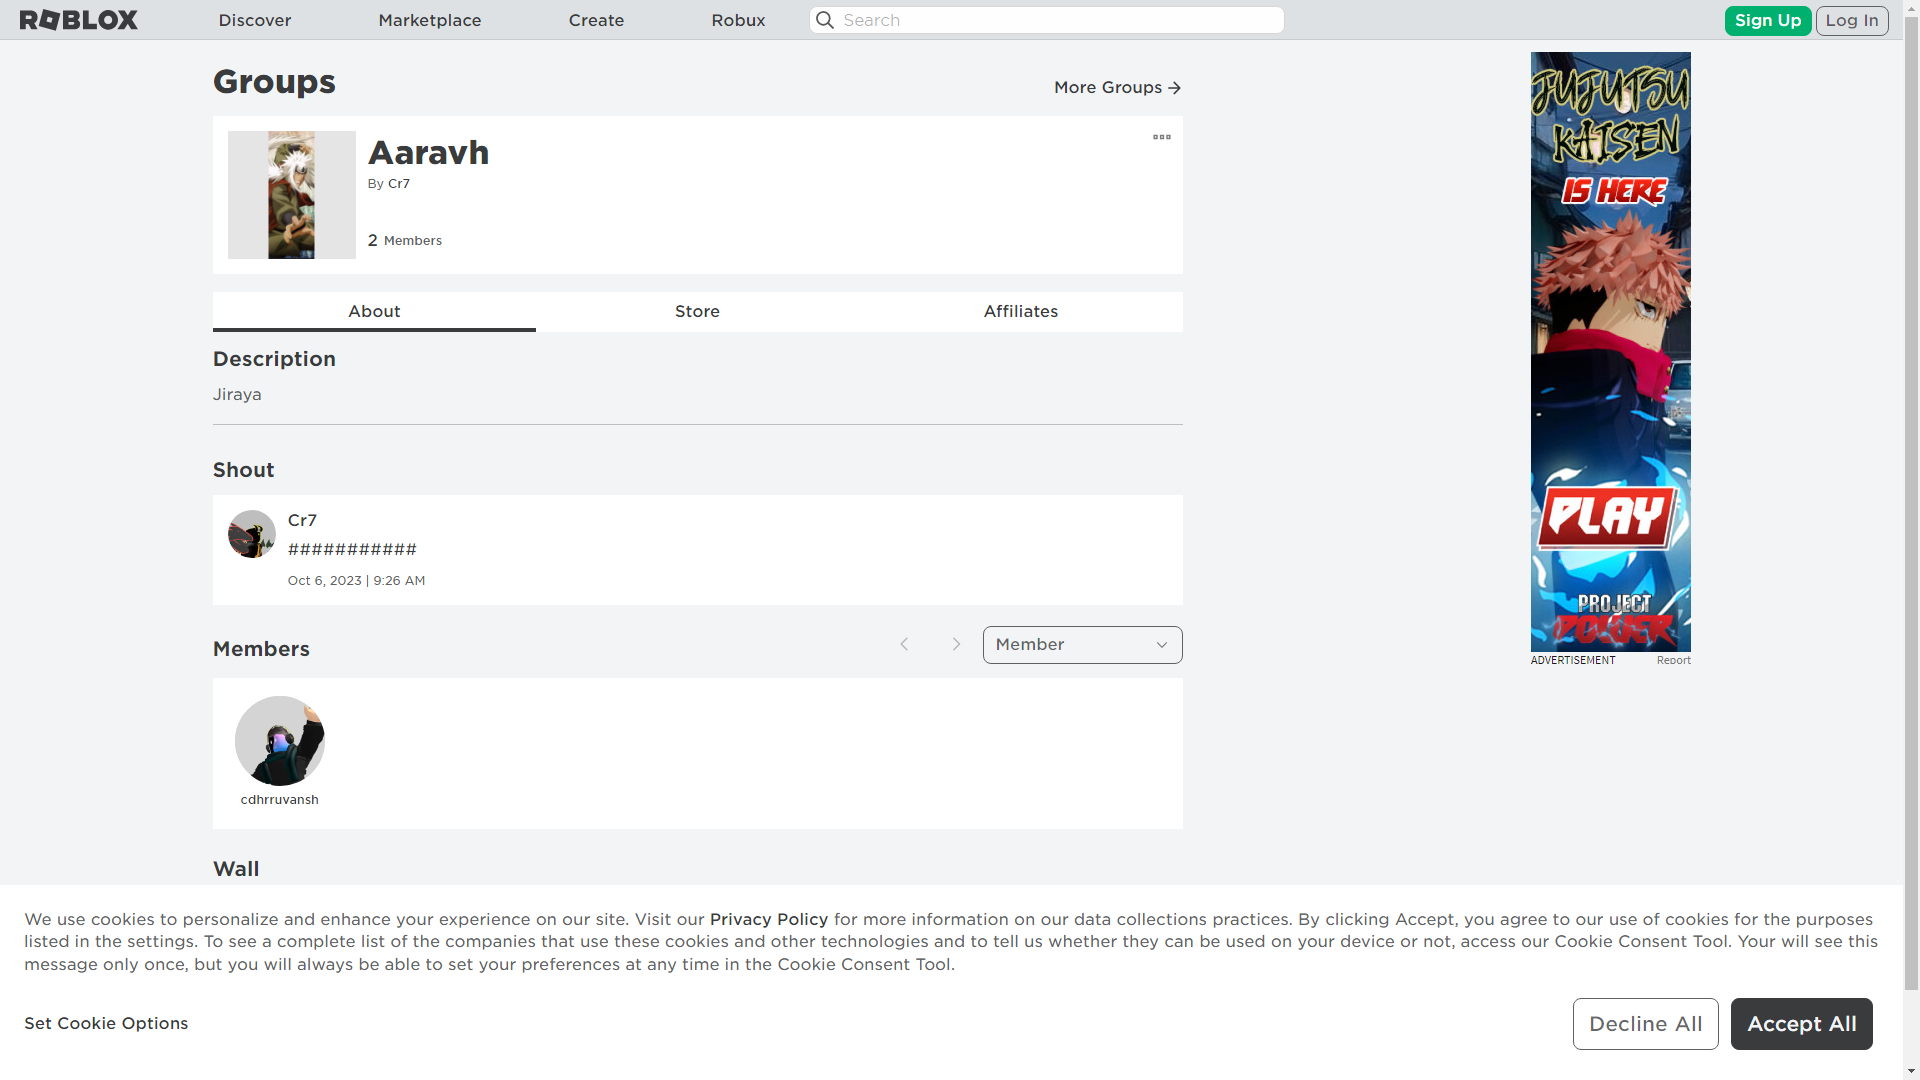 ROBLOX
Discover
Marketplace
Create
Robux
Search
Sign Up
Log In
Groups
More Groups
Aaravh
By Cr7
2 Members
About
Store
Affiliates
Description
Jiraya
Shout
Cr7
###########
Oct 6, 2023 | 9:26 AM
Members
Member
cdhrruvansh
Wall
JUJUTSU
KAISEN
IS HERE
PLAY
PROJECT
POWER
ADVERTISEMENT
Report
We use cookies to personalize and enhance your experience on our site. Visit our Privacy Policy for more information on our data collections practices. By clicking Accept, you agree to our use of cookies for the purposes
listed in the settings. To see a complete list of the companies that use these cookies and other technologies and to tell us whether they can be used on your device or not, access our Cookie Consent Tool. Your will see this
message only once, but you will always be able to set your preferences at any time in the Cookie Consent Tool.
Set Cookie Options
Decline All
Accept All